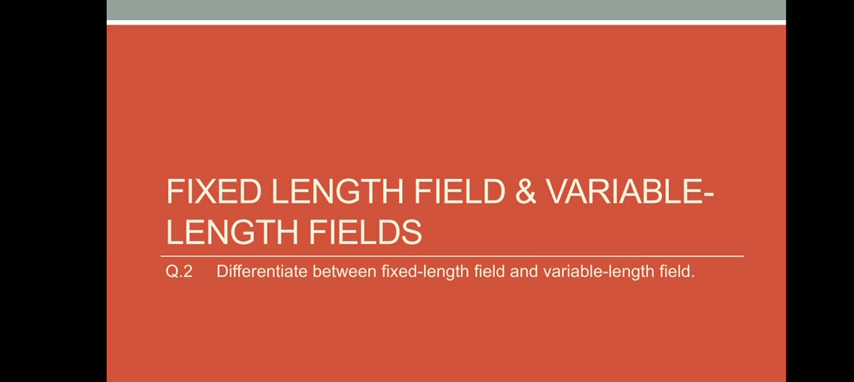 FIXED LENGTH FIELD & VARIABLE-
LENGTH FIELDS
Q.2 Differentiate between fixed-length field and variable-length field.